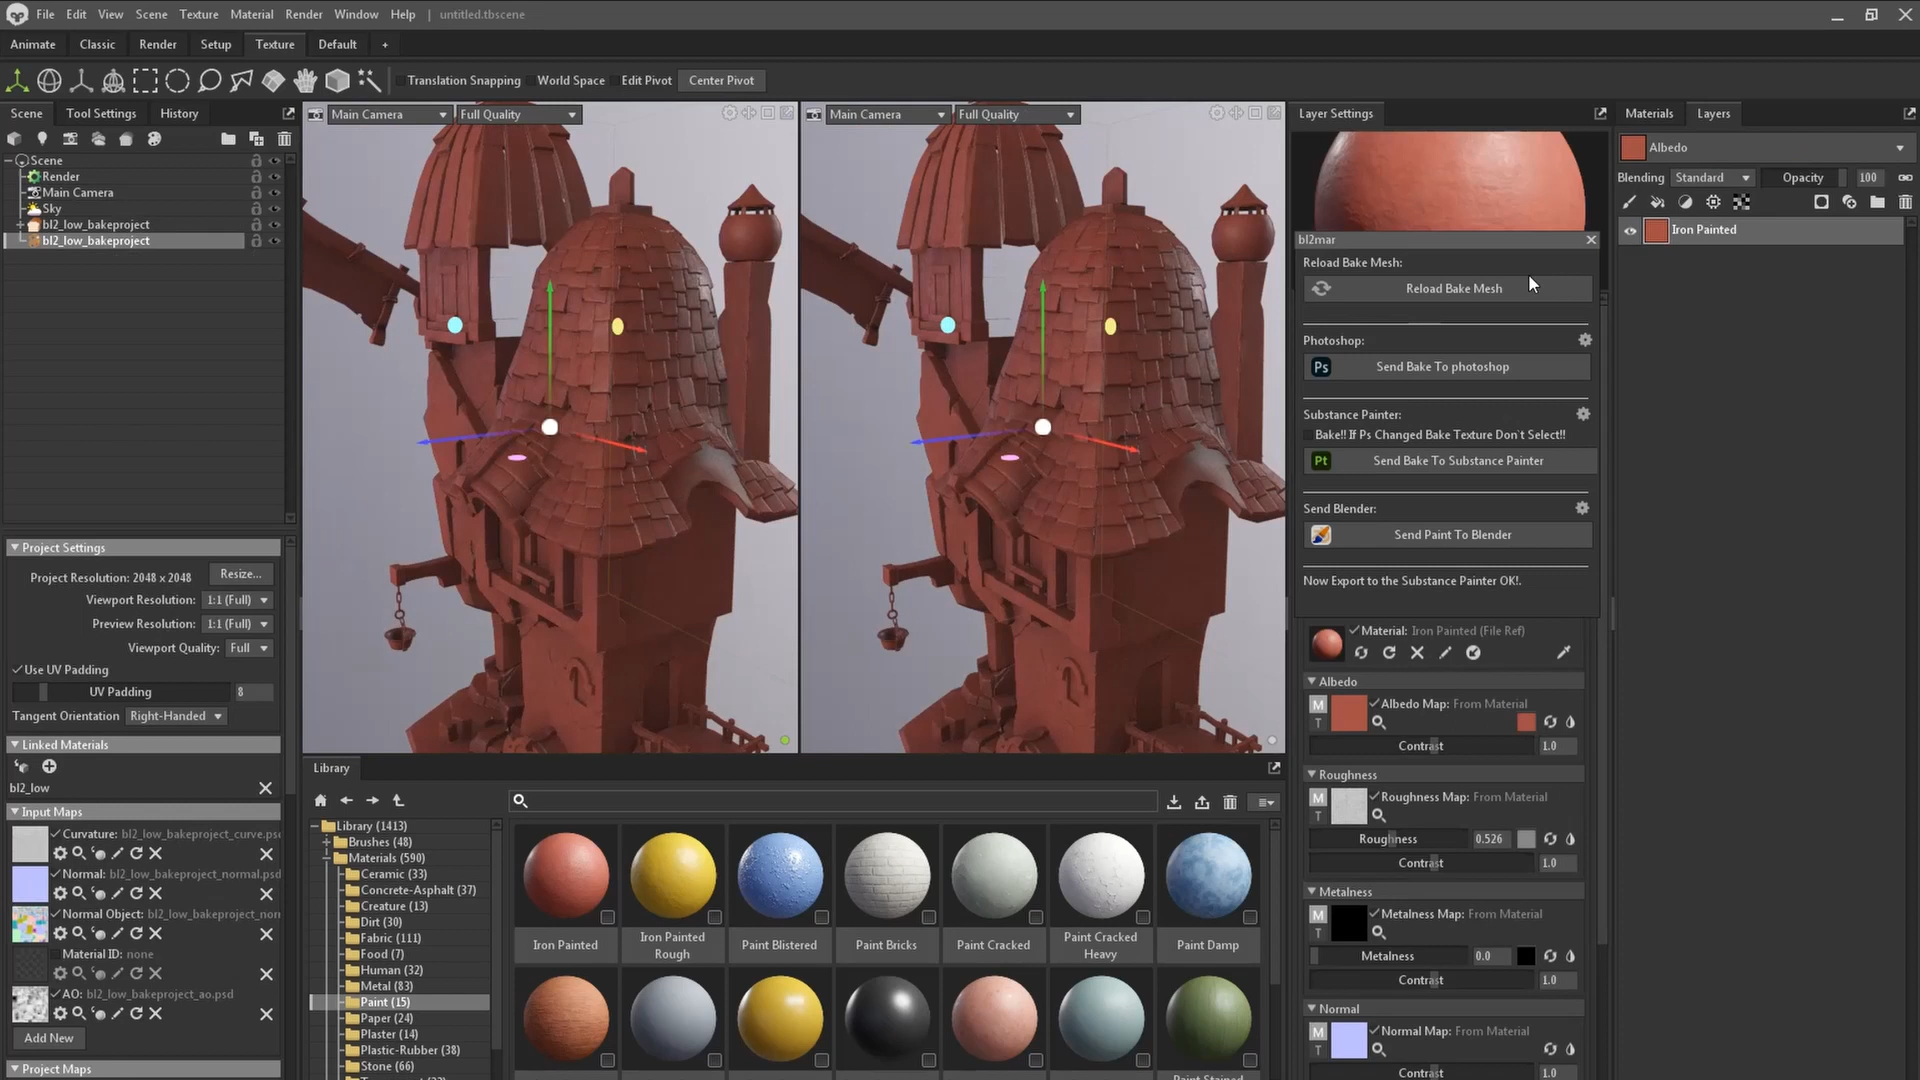 File Edit View Scene Texture Material Render Window Help | untitled.tbscene
Animate Classic Render Setup Texture Default +
Translation Snapping World Space Edit Pivot Center Pivot
Scene Tool Settings History
Scene
Render
Main Camera
Sky
bl2_low_bakeproject
bl2_low_bakeproject
Project Settings
Project Resolution: 2048 x 2048 Resize...
Viewport Resolution: 1:1 (Full)
Preview Resolution: 1:1 (Full)
Viewport Quality: Full
Use UV Padding
UV Padding 8
Tangent Orientation Right-Handed
Linked Materials
bl2_low
Input Maps
Curvature: bl2_low_bakeproject_curve.psd
Normal: bl2_low_bakeproject_normal.psd
Normal Object: bl2_low_bakeproject_nor
Material ID: none
AO: bl2_low_bakeproject_ao.psd
Add New
Project Maps
Main Camera Full Quality
Main Camera Full Quality
Library
Library (1413)
Brushes (48)
Materials (590)
Ceramic (33)
Concrete-Asphalt (37)
Creature (13)
Dirt (30)
Fabric (111)
Food (7)
Human (32)
Metal (83)
Paint (15)
Paper (24)
Plaster (14)
Plastic-Rubber (38)
Stone (66)
Iron Painted
Iron Painted Rough
Paint Blistered
Paint Bricks
Paint Cracked
Paint Cracked Heavy
Paint Damp
Paint Stained
Layer Settings
bl2mar
Reload Bake Mesh:
Reload Bake Mesh
Photoshop:
Ps Send Bake To photoshop
Substance Painter:
Bake!! If Ps Changed Bake Texture Don't Select!!
Pt Send Bake To Substance Painter
Send Blender:
Send Paint To Blender
Now Export to the Substance Painter OK!.
Material: Iron Painted (File Ref)
Albedo
M Albedo Map: From Material
T
Contrast 1.0
Roughness
M Roughness Map: From Material
T
Roughness 0.526
Contrast 1.0
Metalness
M Metalness Map: From Material
T
Metalness 0.0
Contrast 1.0
Normal
M Normal Map: From Material
T
Contrast 1.0
Materials Layers
Albedo
Blending Standard Opacity 100
Iron Painted